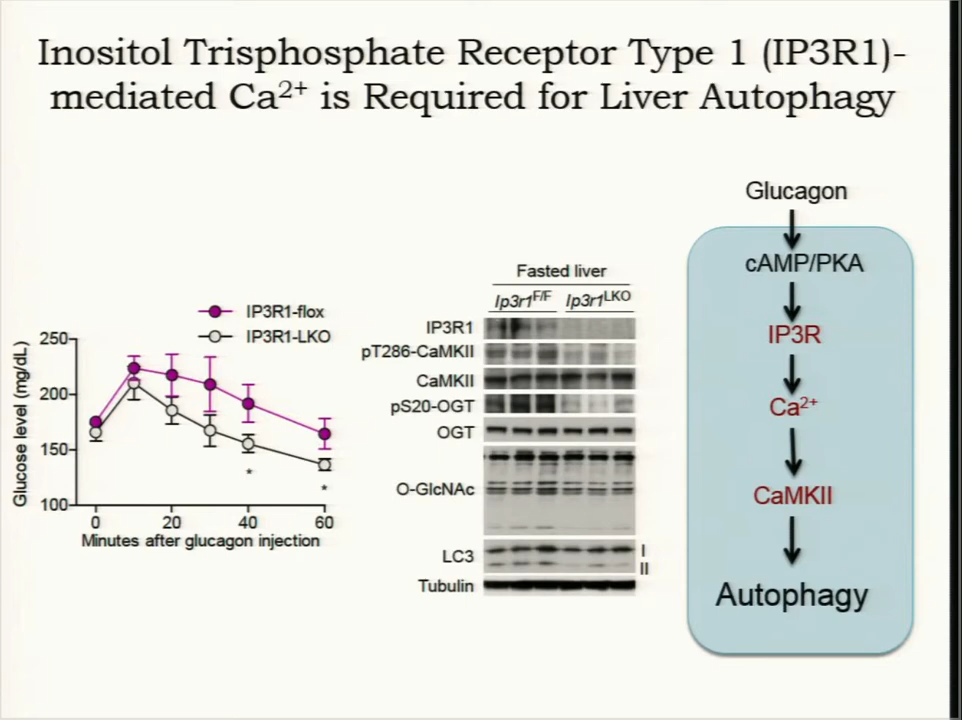 Inositol Trisphosphate Receptor Type 1 (IP3R1)-
mediated Ca²⁺ is Required for Liver Autophagy
IP3R1-flox
IP3R1-LKO
Glucose level (mg/dL)
250
200
150
100
0
20
40
60
*
*
Minutes after glucagon injection
Fasted liver
Ip3r1F/F Ip3r1LKO
IP3R1
pT286-CaMKII
CaMKII
pS20-OGT
OGT
O-GlcNAc
LC3
I
II
Tubulin
Glucagon
cAMP/PKA
IP3R
Ca²⁺
CaMKII
Autophagy